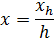 x = x_h / h